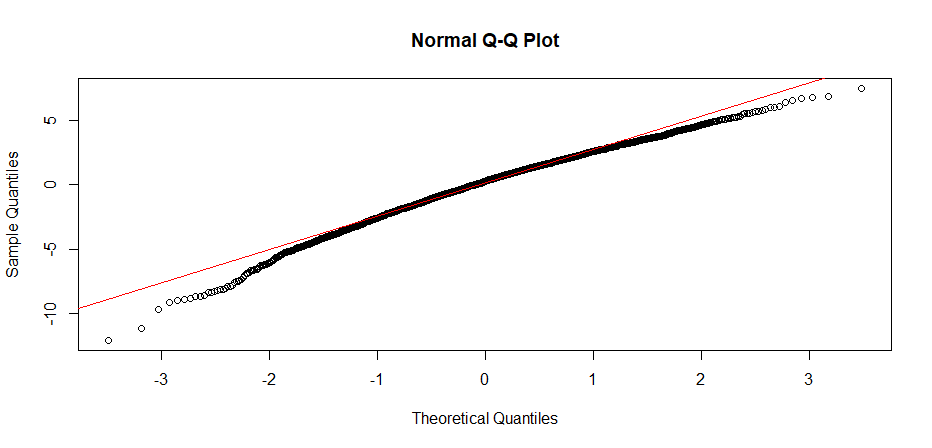 Normal Q-Q Plot
Sample Quantiles
5
0
-5
-10
-3 -2 -1 0 1 2 3
Theoretical Quantiles